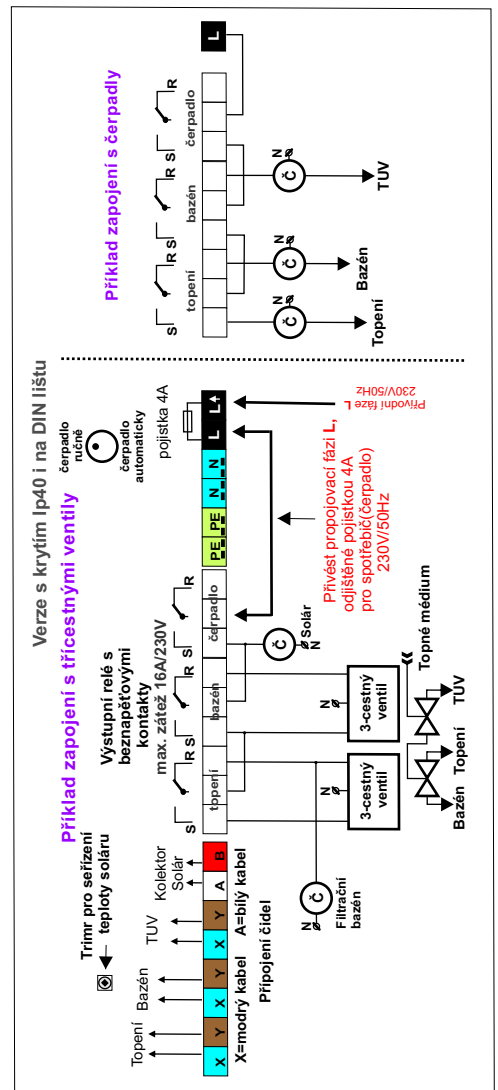 Verze s krytím Ip40 i na DIN lištu
Příklad zapojení s třícestnými ventily
Trimr pro seřízení
teploty soláru
Výstupní relé s
beznapěťovými
kontakty
max. zátěž 16A/230V
čerpadlo
ručně
čerpadlo
automaticky
pojistka 4A
Topení
Bazén
TUV
Kolektor
Solár
X Y X Y X Y A B
X=modrý kabel
A=bílý kabel
Připojení čidel
S R S R S R
topení
bazén
čerpadlo
PE PE N N L L
Přívodní fáze L
230V/50Hz
Přivést propojovací fázi L,
odjištěné pojistkou 4A
pro spotřebič(čerpadlo)
230V/50Hz
N
Č
Solár
N
N
Č
Filtrační
bazén
N
3-cestný
ventil
N
3-cestný
ventil
Topné médium
Bazén
Topení
TUV
Příklad zapojení s čerpadly
S R S R S R
topení
bazén
čerpadlo
L
N
Č
Topení
N
Č
Bazén
N
Č
TUV